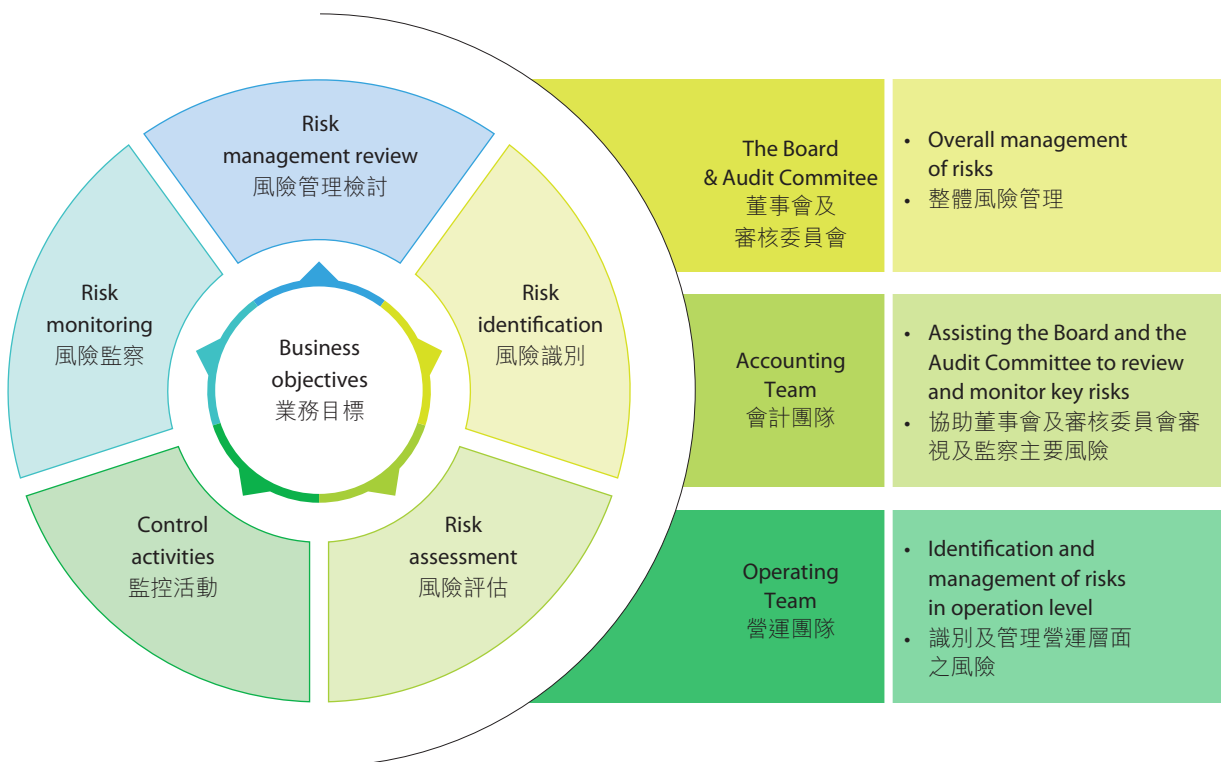 Risk
management review
風險管理檢討
Risk
identification
風險識別
Risk
assessment
風險評估
Control
activities
監控活動
Risk
monitoring
風險監察
Business
objectives
業務目標
The Board
& Audit Commitee
董事會及
審核委員會
• Overall management
of risks
• 整體風險管理
Accounting
Team
會計團隊
• Assisting the Board and the
Audit Committee to review
and monitor key risks
• 協助董事會及審核委員會審
視及監察主要風險
Operating
Team
營運團隊
• Identification and
management of risks
in operation level
• 識別及管理營運層面
之風險